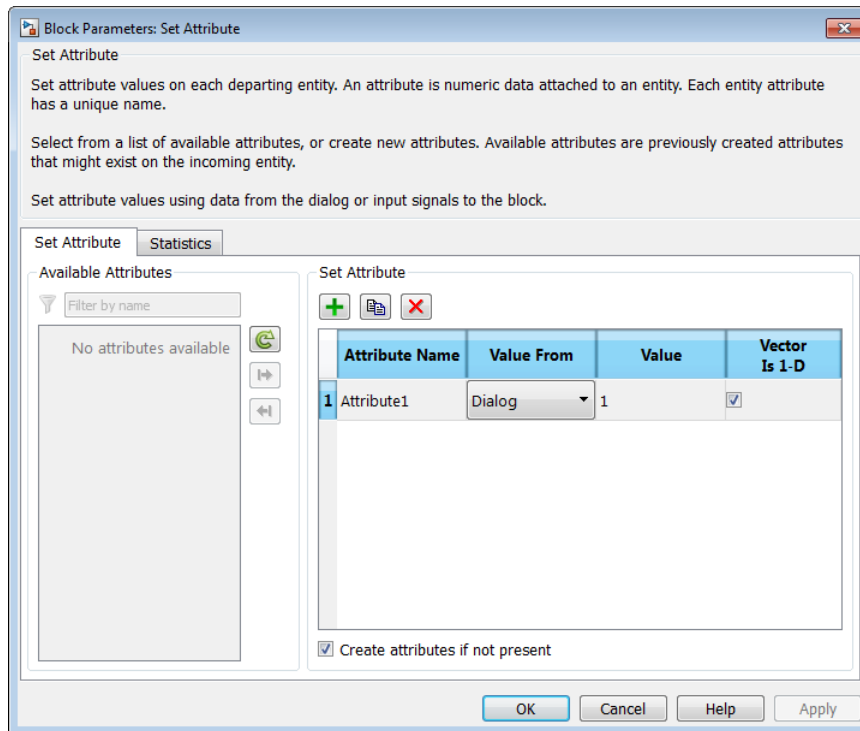 Block Parameters: Set Attribute
Set Attribute
Set attribute values on each departing entity. An attribute is numeric data attached to an entity. Each entity attribute
has a unique name.
Select from a list of available attributes, or create new attributes. Available attributes are previously created attributes
that might exist on the incoming entity.
Set attribute values using data from the dialog or input signals to the block.
Set Attribute Statistics
Available Attributes
Filter by name
No attributes available
Set Attribute
Attribute Name Value From Value Vector
Is 1-D
1 Attribute1 Dialog 1
Create attributes if not present
OK Cancel Help Apply